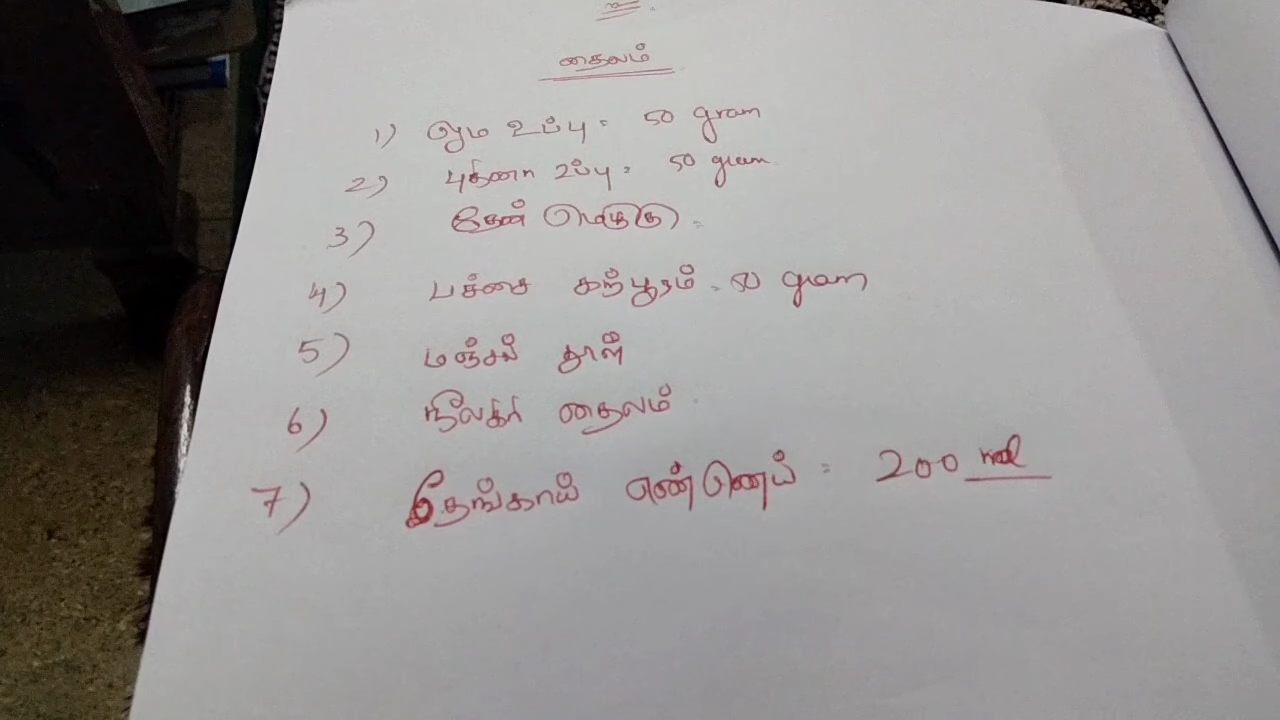 தைலம்
1) ஓம உப்பு = 50 gram
2) புதினா உப்பு = 50 gram
3) தேன் மெழுகு =
4) பச்சை கற்பூரம் = 50 gram
5) மஞ்சள் தூள்
6) நீலகிரி தைலம்
7) தேங்காய் எண்ணெய் = 200 ml